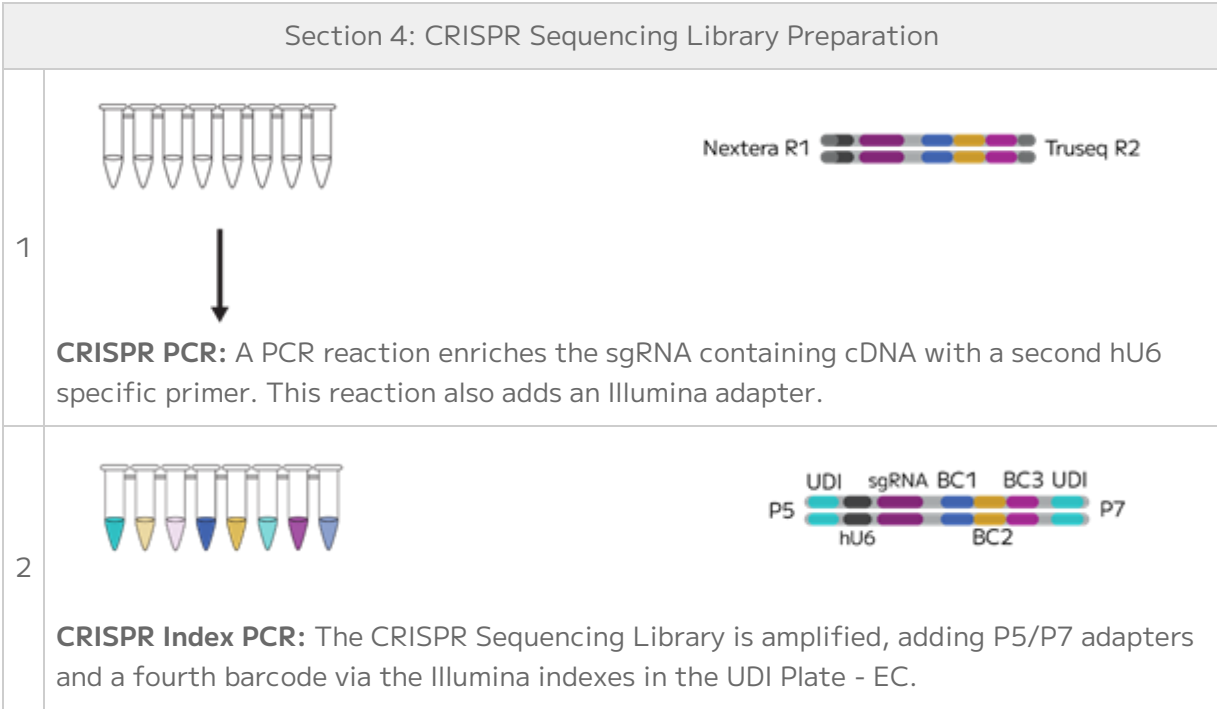 Section 4: CRISPR Sequencing Library Preparation
1
Nextera R1
Truseq R2
CRISPR PCR: A PCR reaction enriches the sgRNA containing cDNA with a second hU6
specific primer. This reaction also adds an Illumina adapter.
2
UDI sgRNA BC1 BC3 UDI
P5
P7
hU6 BC2
CRISPR Index PCR: The CRISPR Sequencing Library is amplified, adding P5/P7 adapters
and a fourth barcode via the Illumina indexes in the UDI Plate - EC.